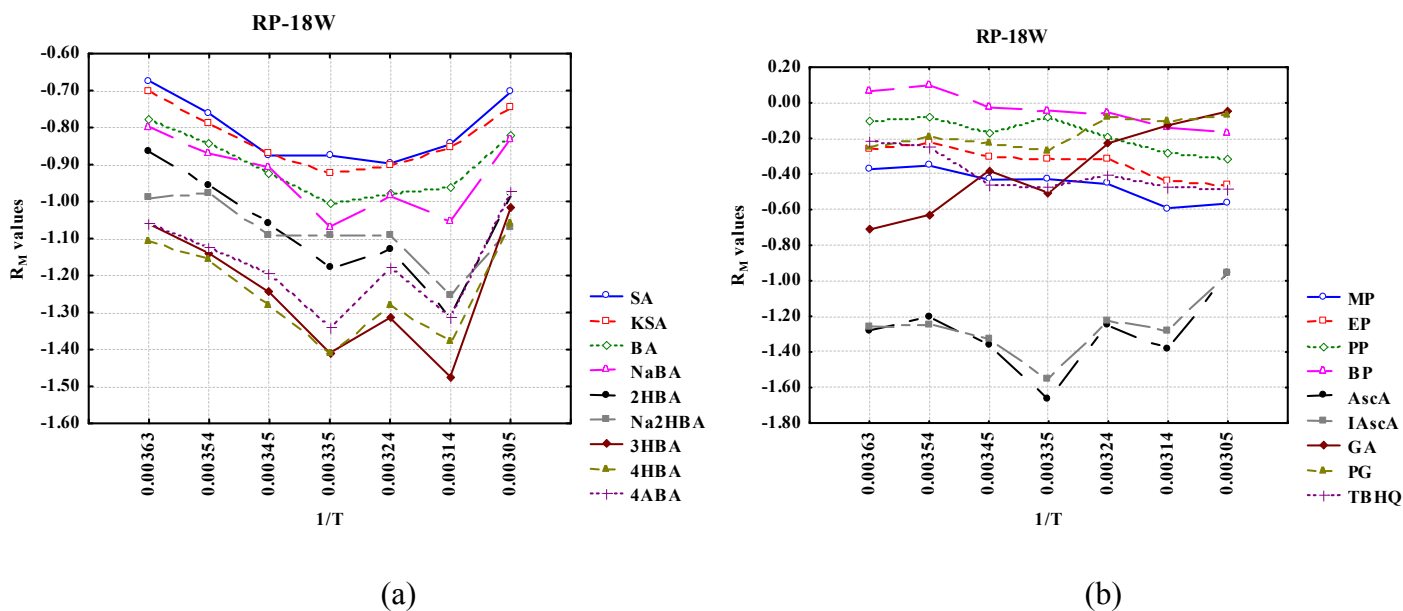 RP-18W
-0.60
-0.70
-0.80
-0.90
-1.00
-1.10
-1.20
-1.30
-1.40
-1.50
-1.60
R_M values
0.00363
0.00354
0.00345
0.00335
0.00324
0.00314
0.00305
1/T
SA
KSA
BA
NaBA
2HBA
Na2HBA
3HBA
4HBA
4ABA
(a)
RP-18W
0.20
0.00
-0.20
-0.40
-0.60
-0.80
-1.00
-1.20
-1.40
-1.60
-1.80
R_M values
0.00363
0.00354
0.00345
0.00335
0.00324
0.00314
0.00305
1/T
MP
EP
PP
BP
AscA
IAscA
GA
PG
TBHQ
(b)